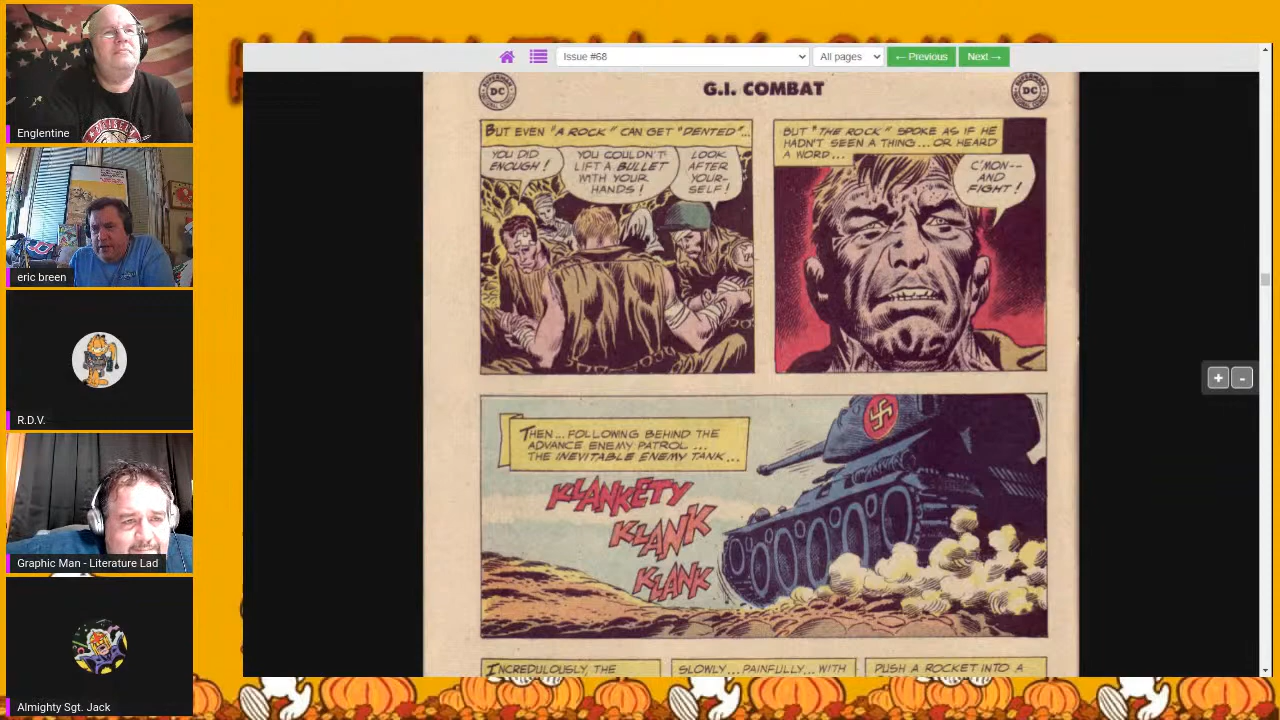 Englentine
eric breen
R.D.V.
Graphic Man - Literature Lad
Almighty Sgt. Jack
Issue #68
All pages
← Previous
Next →
G.I. COMBAT
DC
DC
BUT EVEN "A ROCK" CAN GET "DENTED"...
YOU DID
ENOUGH!
YOU COULDN'T
LIFT A BULLET
WITH YOUR
HANDS!
LOOK
AFTER
YOUR-
SELF!
BUT "THE ROCK" SPOKE AS IF HE
HADN'T SEEN A THING...OR HEARD
A WORD...
C'MON--
AND
FIGHT!
THEN...FOLLOWING BEHIND THE
ADVANCE ENEMY PATROL...
THE INEVITABLE ENEMY TANK...
KLANKETY
KLANK
KLANK
INCREDULOUSLY, THE
SLOWLY...PAINFULLY...WITH
PUSH A ROCKET INTO A
+
-